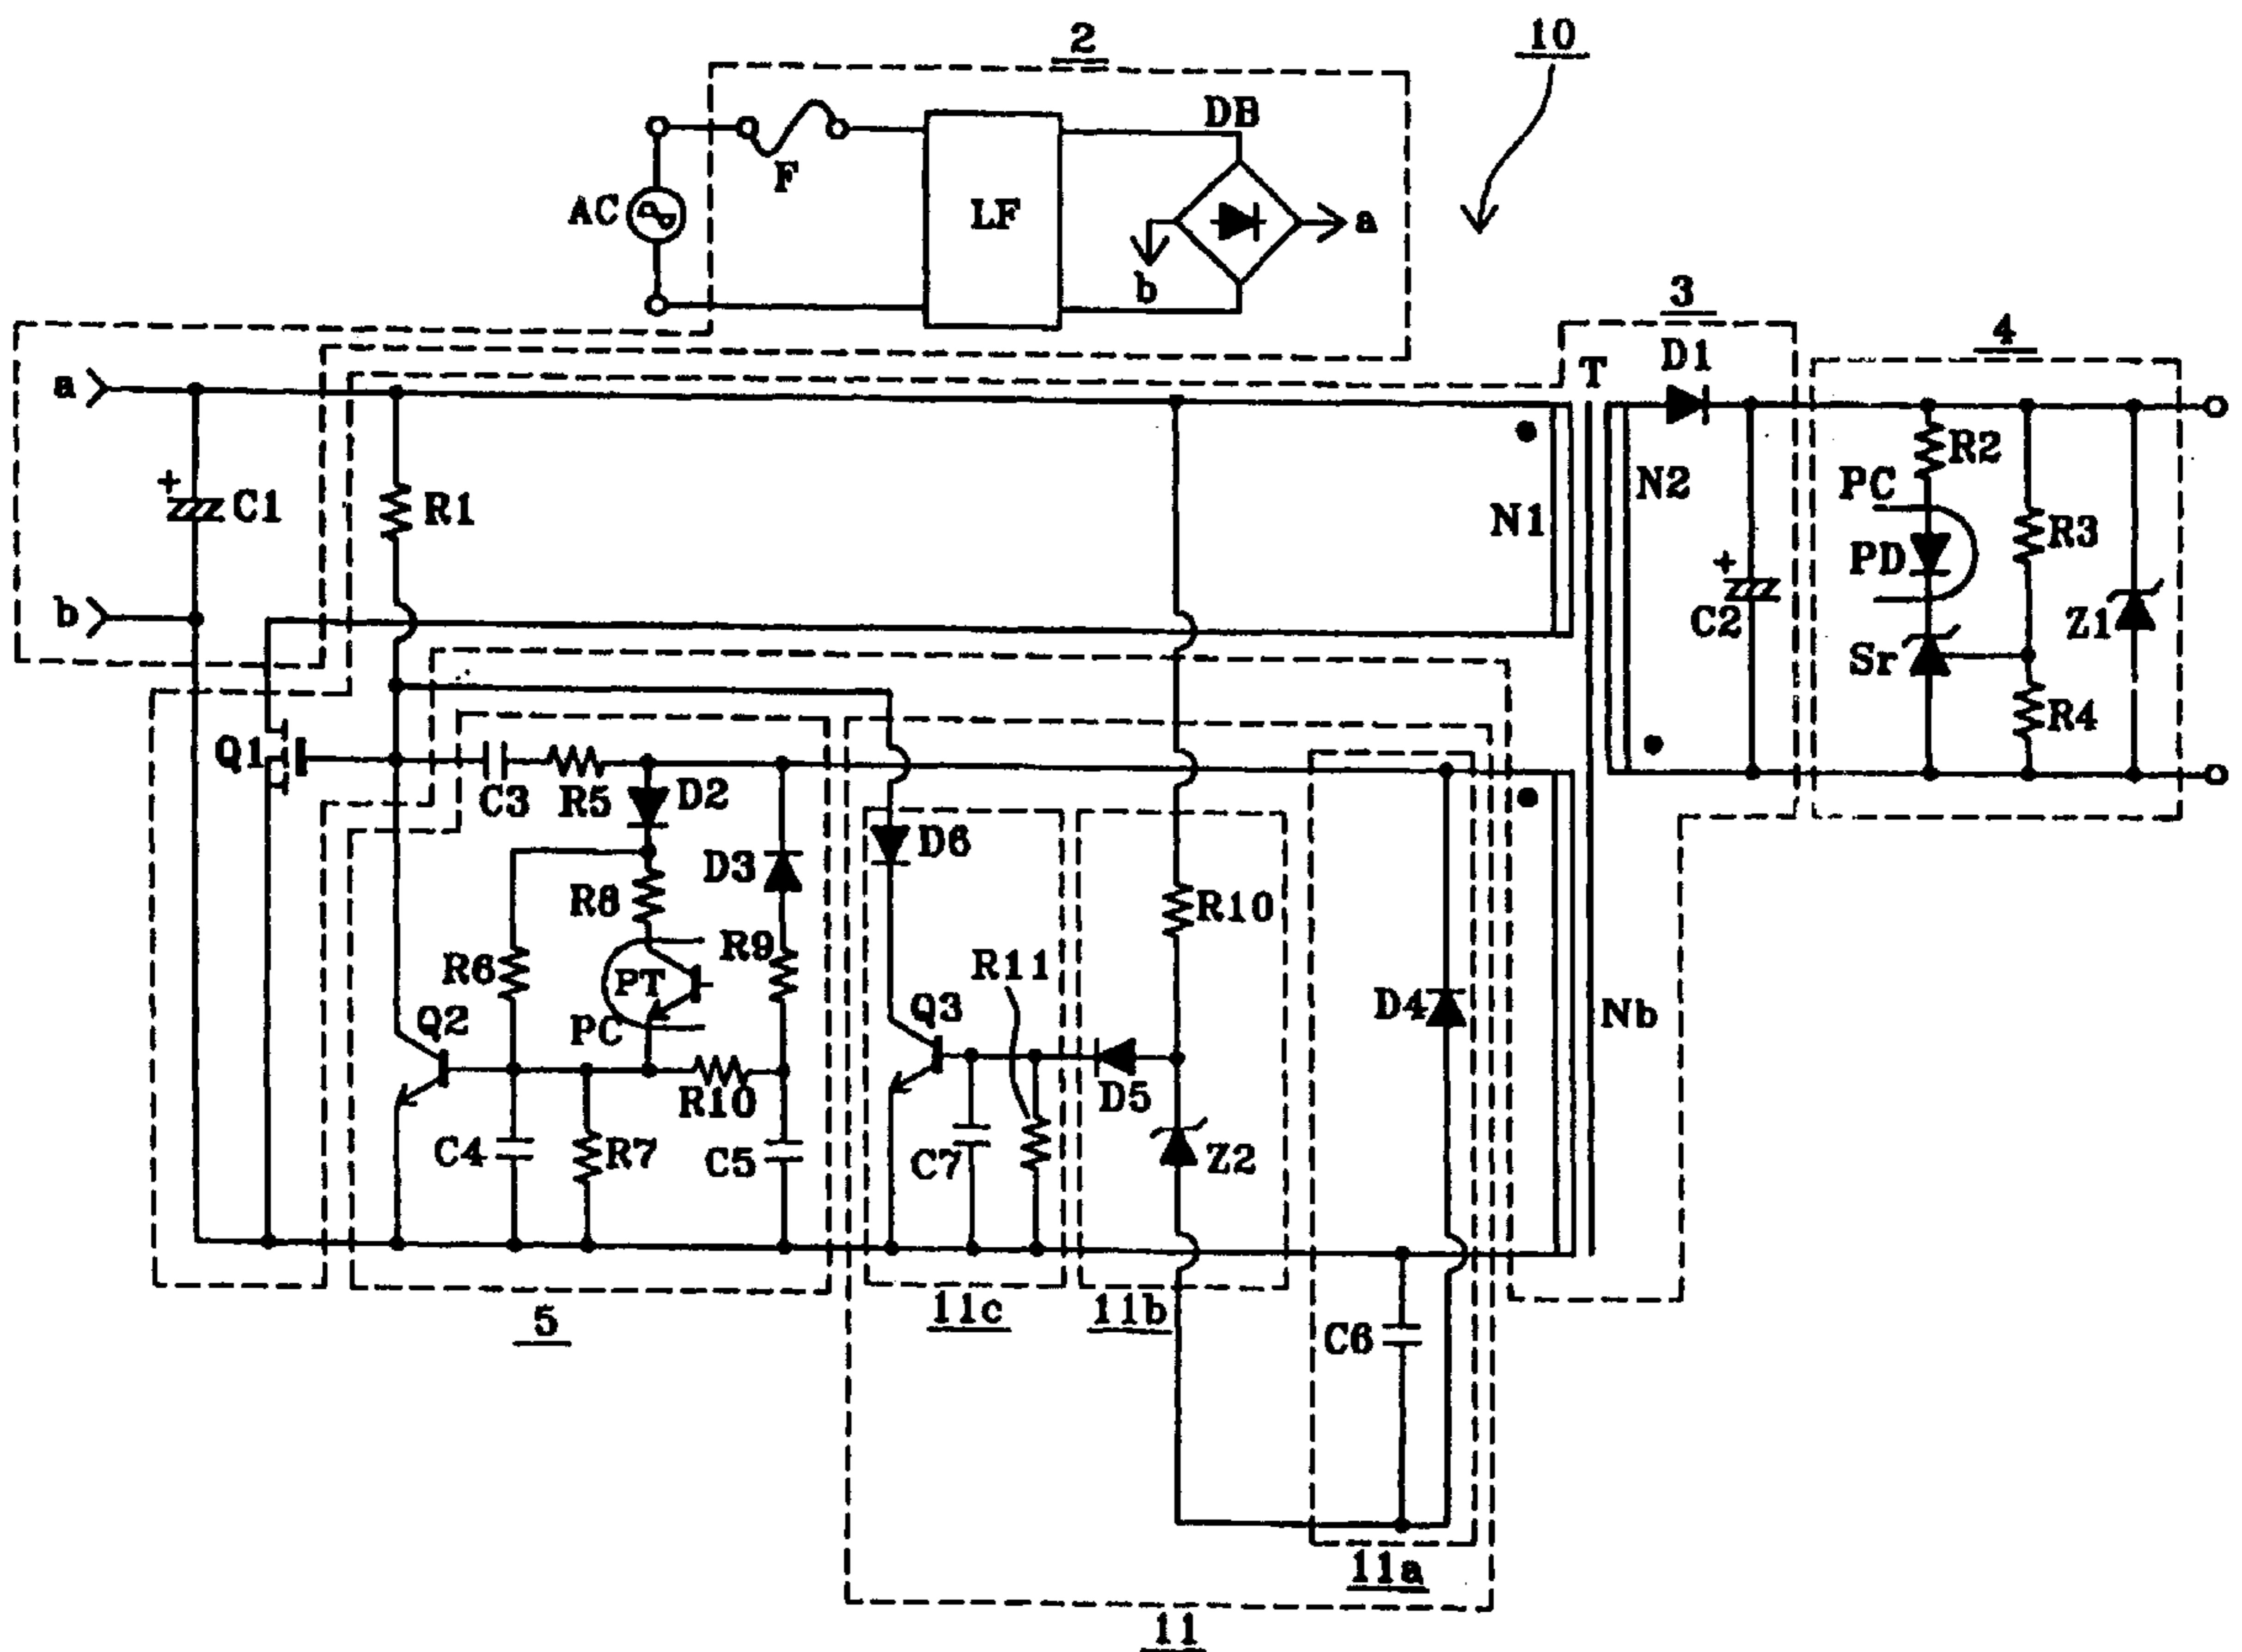 2
10
DB
F
AC
LF
a
b
3
4
D1
T
a
C1
R1
N1
N2
R2
PC
PD
R3
C2
Z1
b
Sr
R4
Q1
C3
R5
D2
D6
D3
R8
R10
R9
R11
R6
PT
Q3
D4
Nb
Q2
PC
R10
D5
C4
R7
C5
C7
Z2
11c
11b
5
C6
11a
11